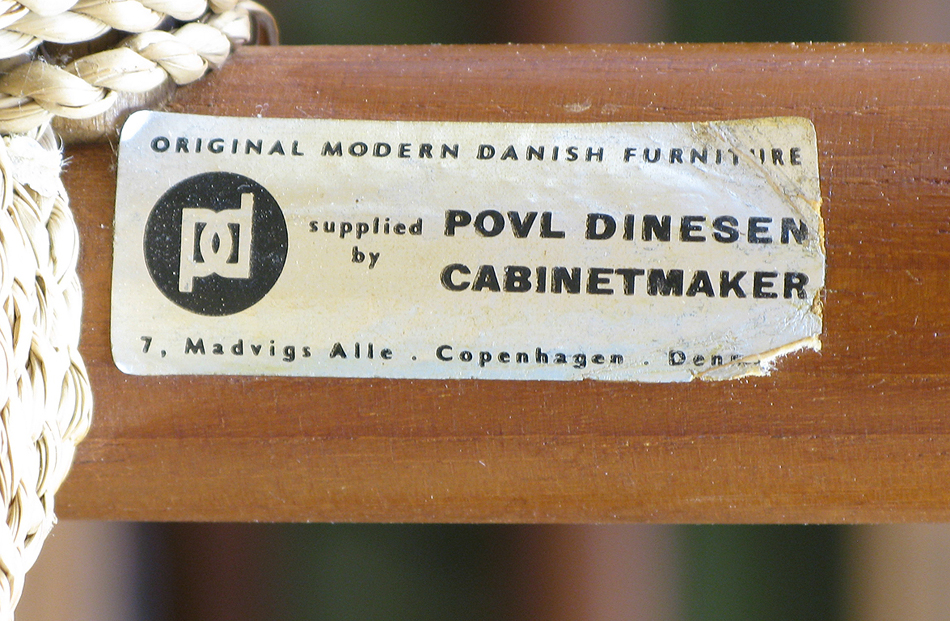 ORIGINAL MODERN DANISH FURNITURE
pd
supplied by
POVL DINESEN
CABINETMAKER
7, Madvigs Alle . Copenhagen .